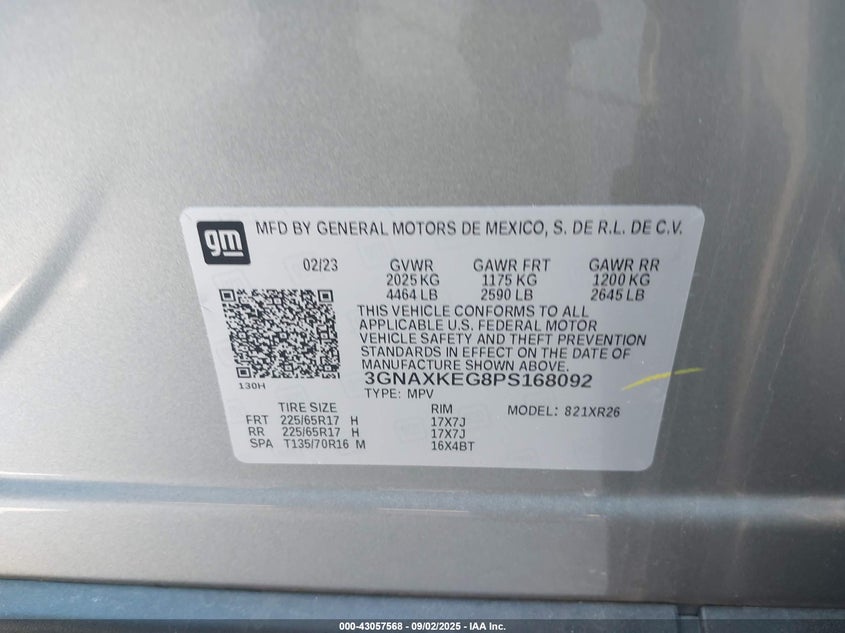 gm
MFD BY GENERAL MOTORS DE MEXICO, S. DE R.L. DE C.V.
02/23 GVWR GAWR FRT GAWR RR
2025 KG 1175 KG 1200 KG
4464 LB 2590 LB 2645 LB
THIS VEHICLE CONFORMS TO ALL
APPLICABLE U.S. FEDERAL MOTOR
VEHICLE SAFETY AND THEFT PREVENTION
STANDARDS IN EFFECT ON THE DATE OF
MANUFACTURE SHOWN ABOVE.
130H
3GNAXKEG8PS168092
TYPE: MPV
TIRE SIZE RIM MODEL: 821XR26
FRT 225/65R17 H 17X7J
RR 225/65R17 H 17X7J
SPA T135/70R16 M 16X4BT
000-43057568 - 09/02/2025 - IAA Inc.